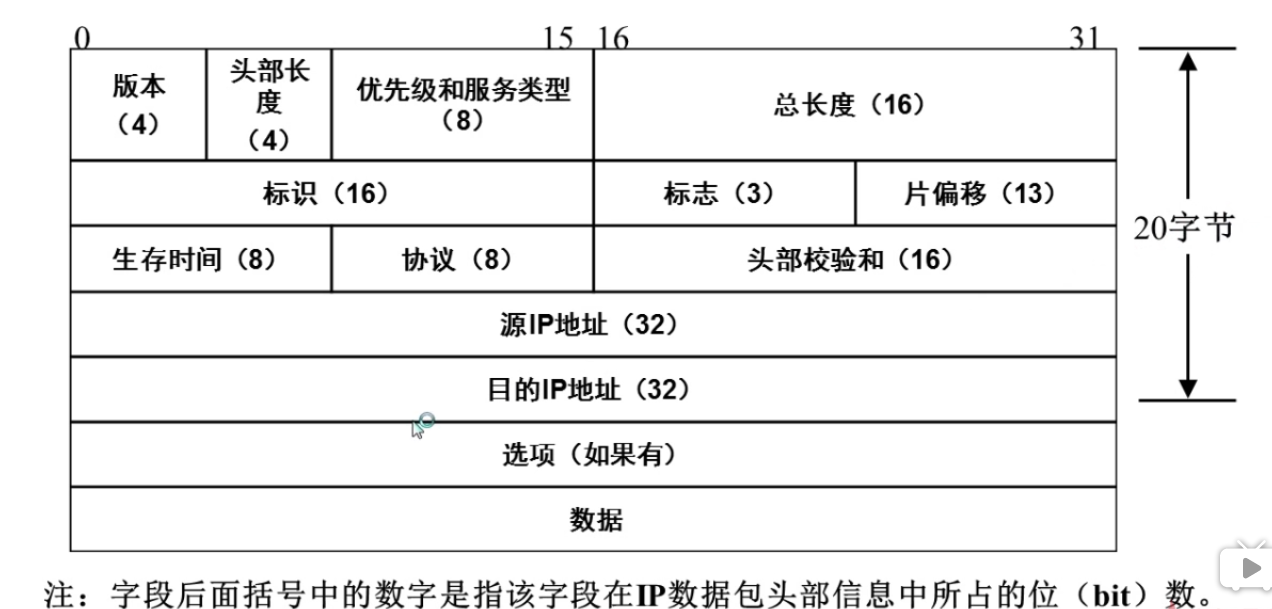 0 15 16 31
版本
（4）
头部长
度
（4）
优先级和服务类型
（8）
总长度（16）
标识（16）
标志（3）
片偏移（13）
生存时间（8）
协议（8）
头部校验和（16）
源IP地址（32）
目的IP地址（32）
选项（如果有）
数据
20字节
注：字段后面括号中的数字是指该字段在IP数据包头部信息中所占的位（bit）数。